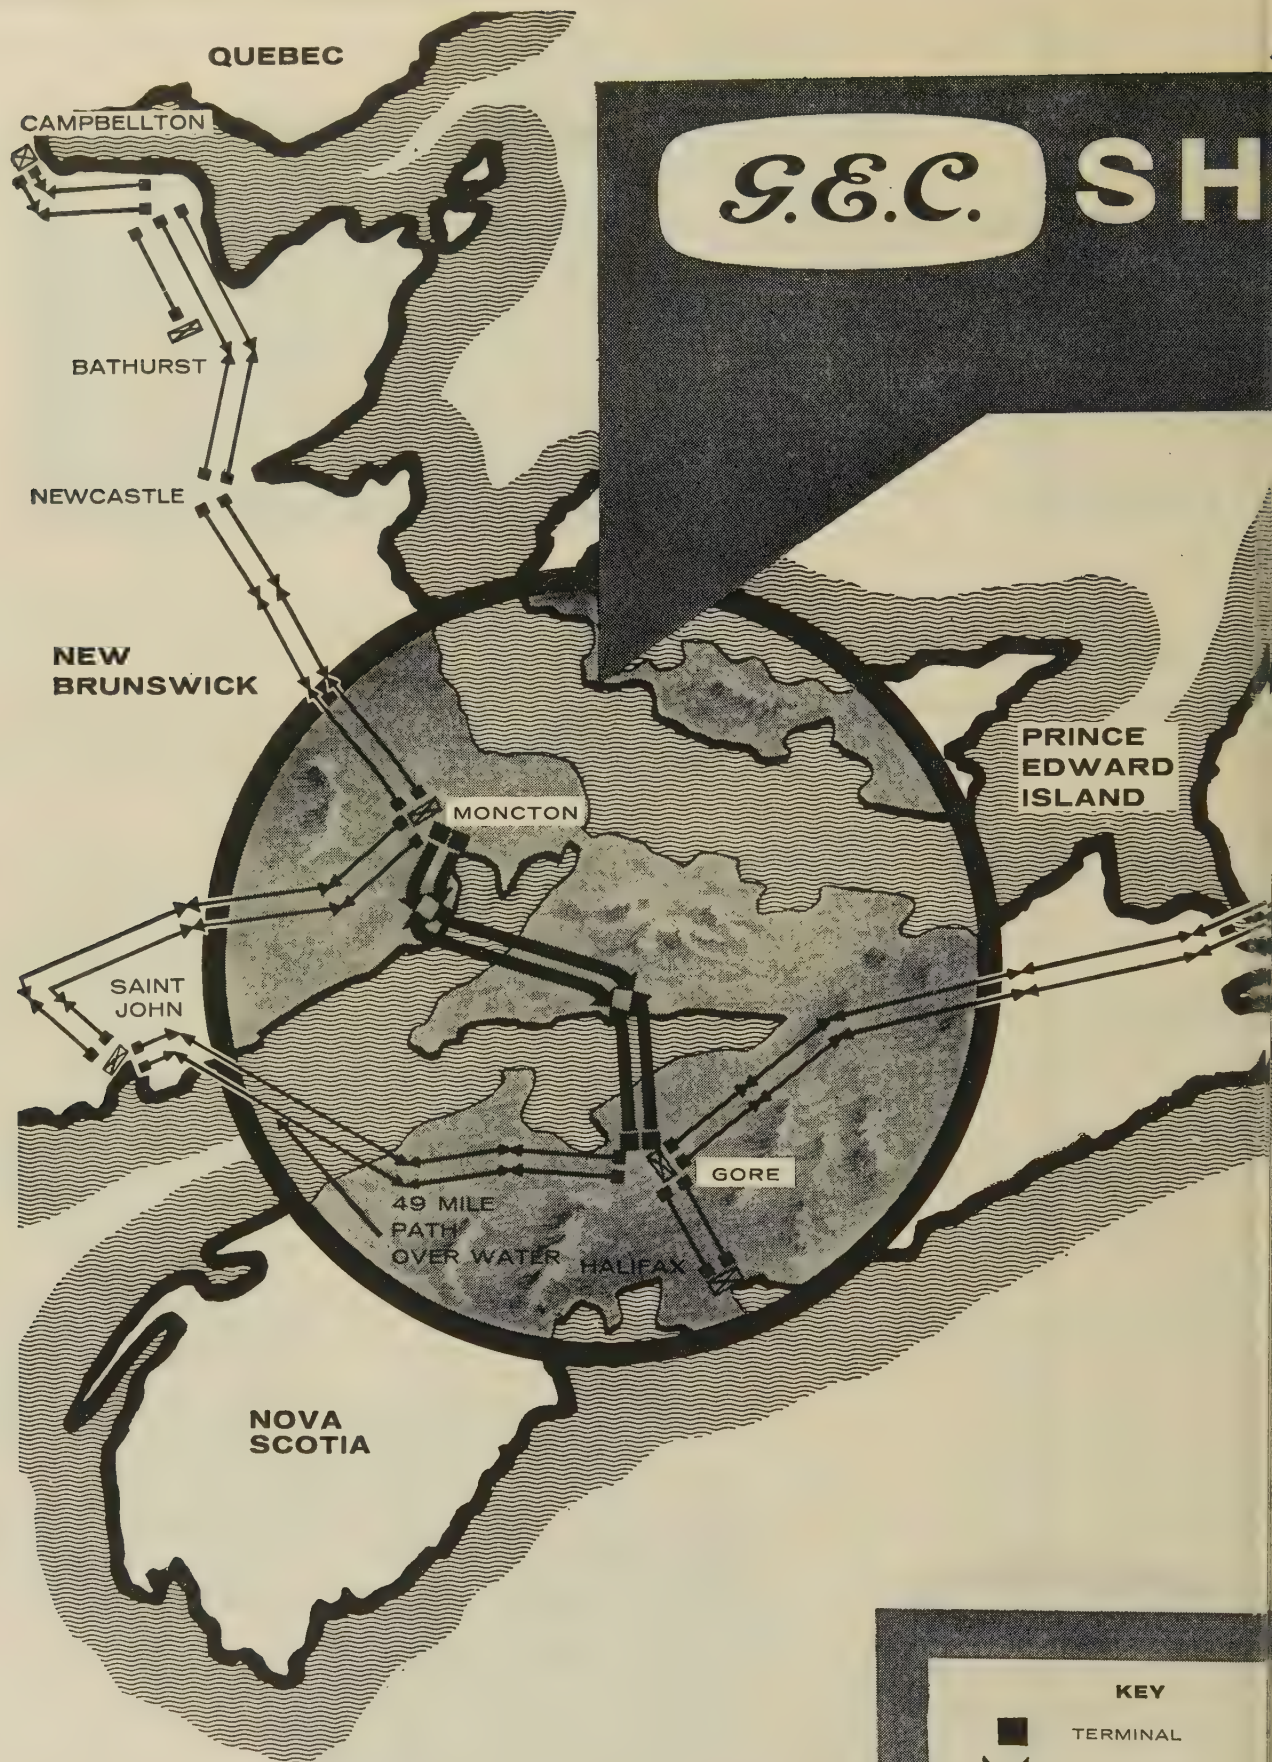 QUEBEC
CAMPBELLTON
G.E.C. SH
BATHURST
NEWCASTLE
NEW
BRUNSWICK
PRINCE
EDWARD
ISLAND
MONCTON
SAINT
JOHN
GORE
49 MILE
PATH
OVER WATER
HALIFAX
NOVA
SCOTIA
KEY
TERMINAL